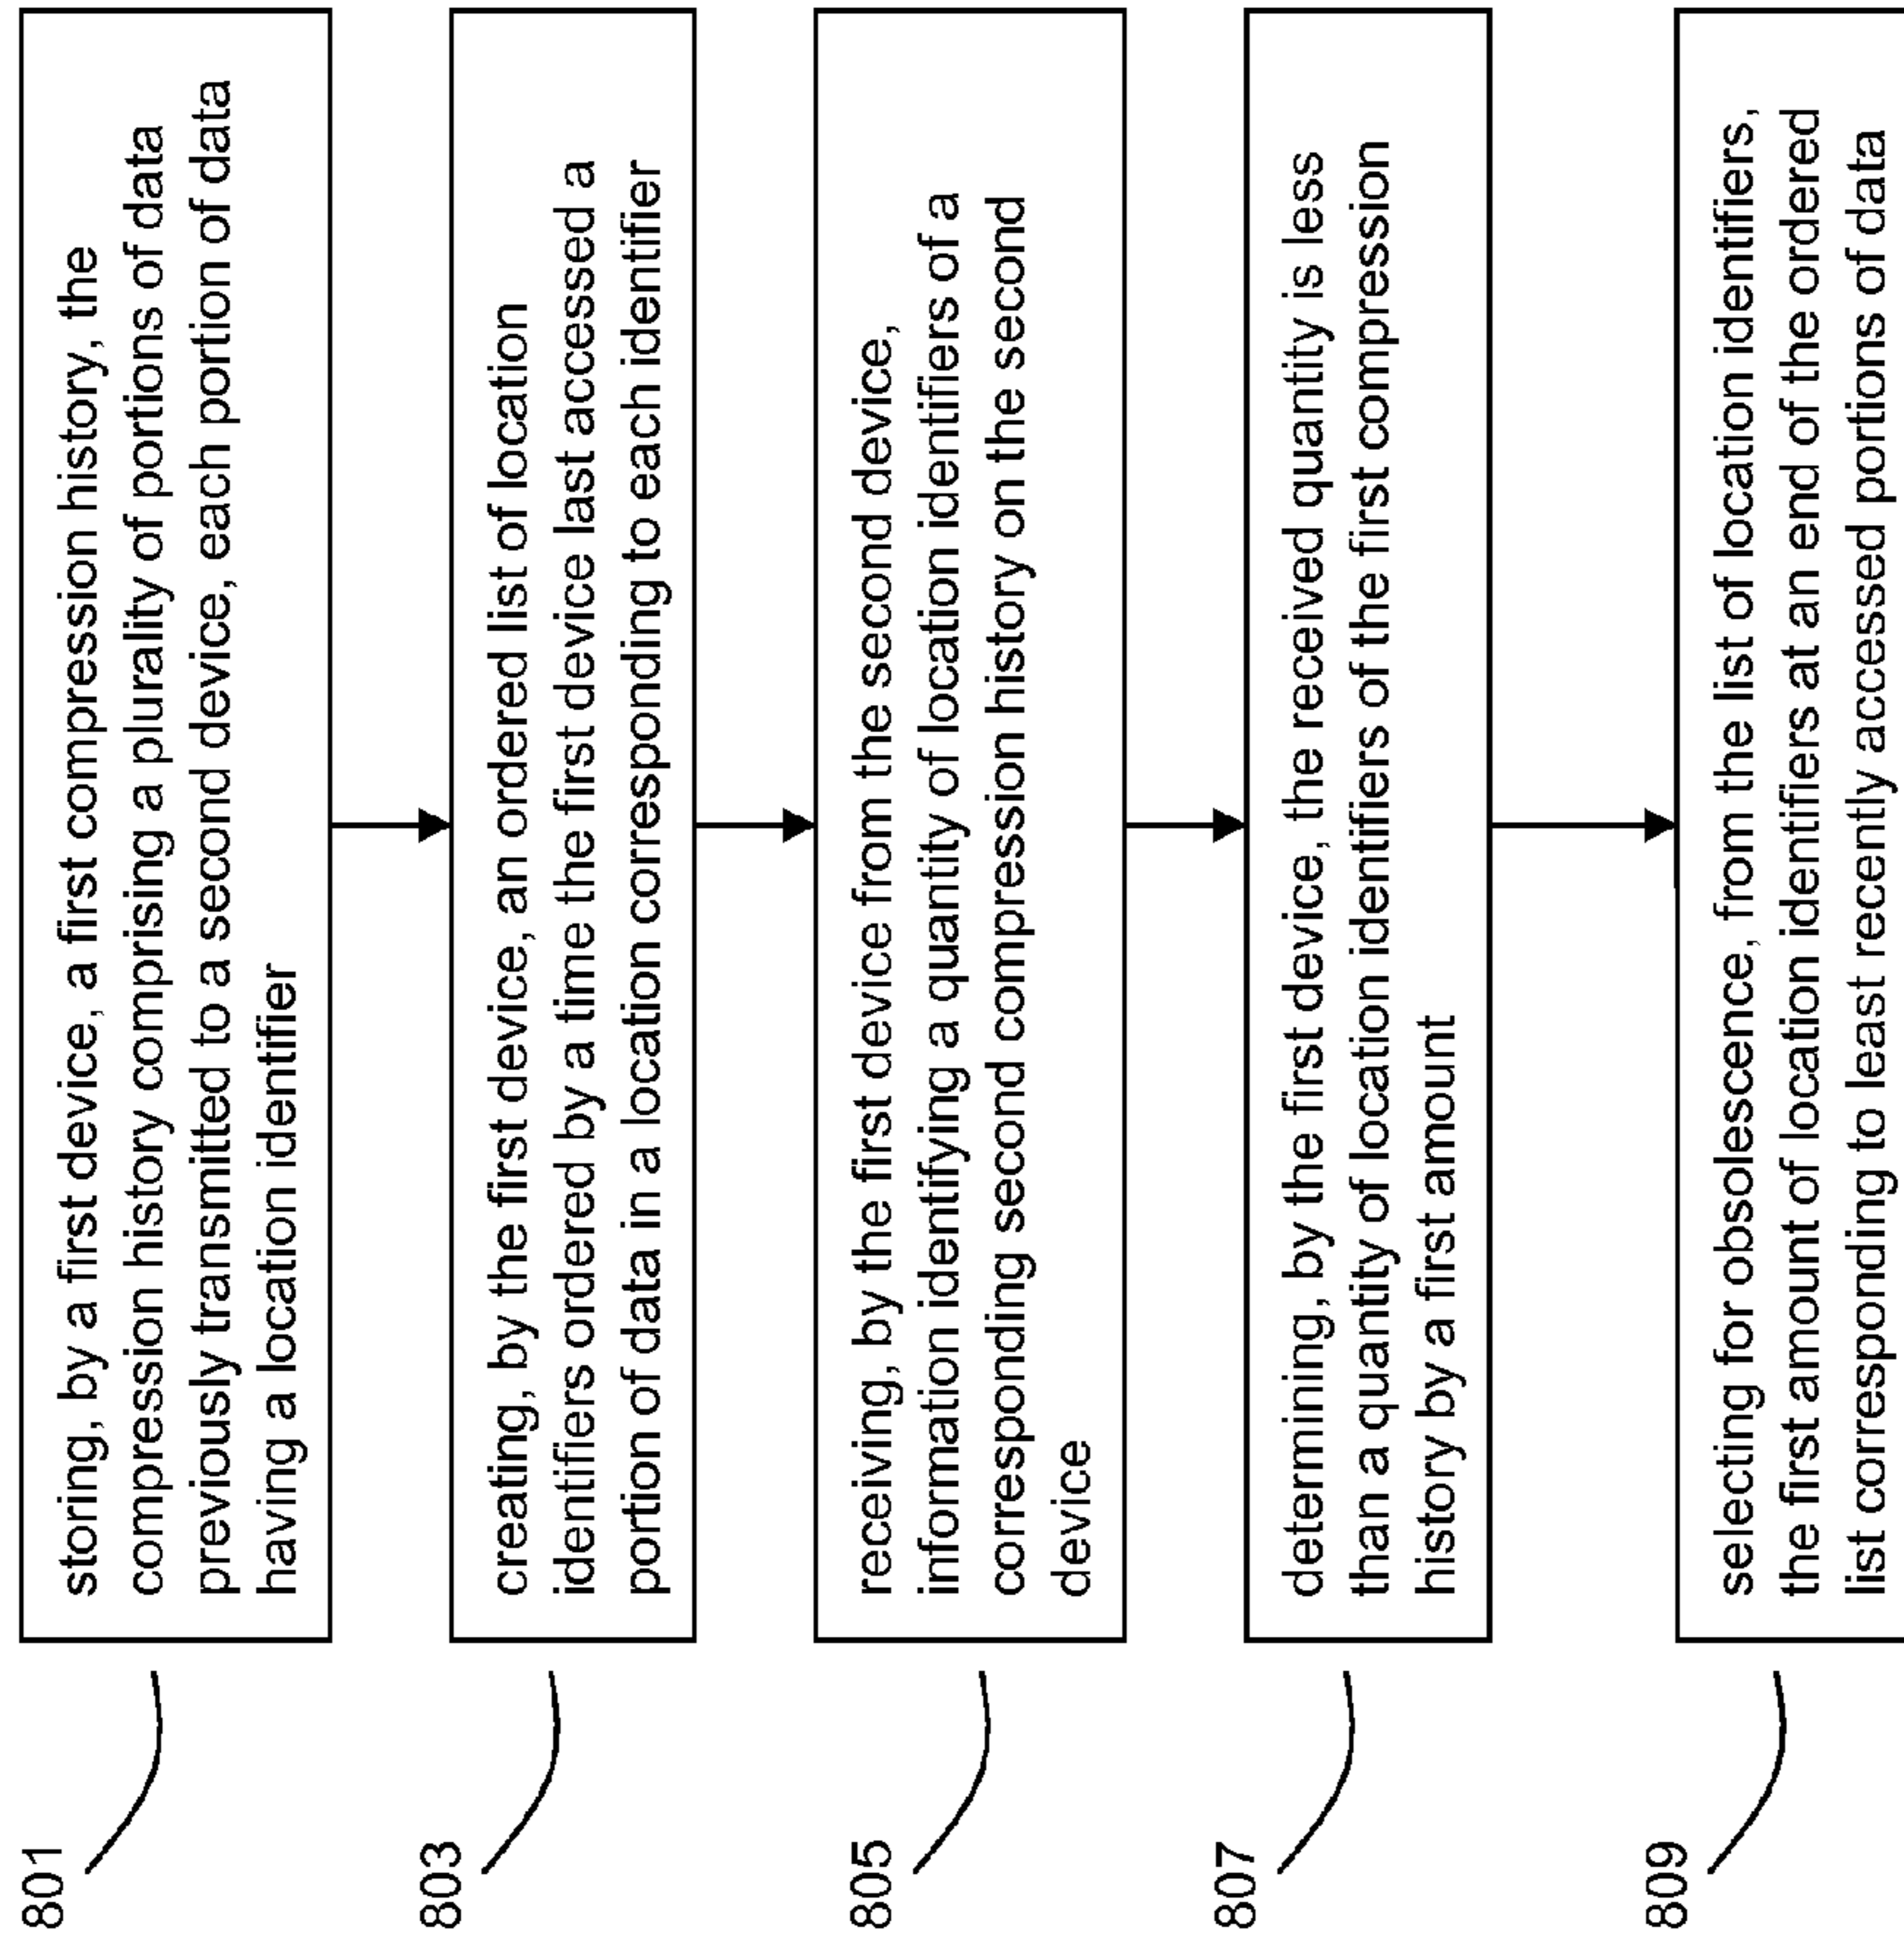 801
storing, by a first device, a first compression history, the
compression history comprising a plurality of portions of data
previously transmitted to a second device, each portion of data
having a location identifier
803
creating, by the first device, an ordered list of location
identifiers ordered by a time the first device last accessed a
portion of data in a location corresponding to each identifier
805
receiving, by the first device from the second device,
information identifying a quantity of location identifiers of a
corresponding second compression history on the second
device
807
determining, by the first device, the received quantity is less
than a quantity of location identifiers of the first compression
history by a first amount
809
selecting for obsolescence, from the list of location identifiers,
the first amount of location identifiers at an end of the ordered
list corresponding to least recently accessed portions of data